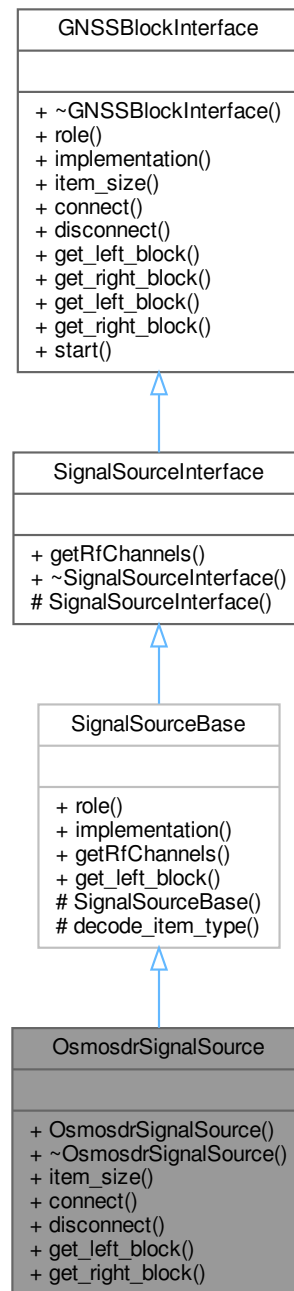 GNSSBlockInterface
+ ~GNSSBlockInterface()
+ role()
+ implementation()
+ item_size()
+ connect()
+ disconnect()
+ get_left_block()
+ get_right_block()
+ get_left_block()
+ get_right_block()
+ start()
SignalSourceInterface
+ getRfChannels()
+ ~SignalSourceInterface()
# SignalSourceInterface()
SignalSourceBase
+ role()
+ implementation()
+ getRfChannels()
+ get_left_block()
# SignalSourceBase()
# decode_item_type()
OsmosdrSignalSource
+ OsmosdrSignalSource()
+ ~OsmosdrSignalSource()
+ item_size()
+ connect()
+ disconnect()
+ get_left_block()
+ get_right_block()